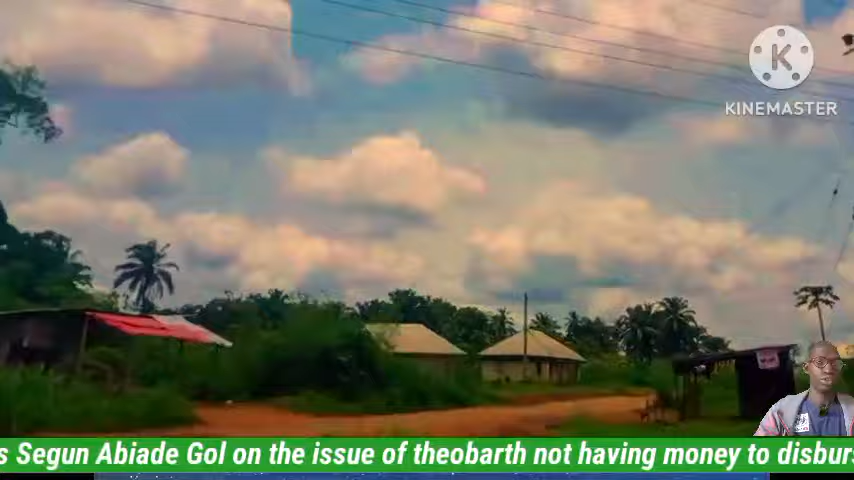 K
KINEMASTER
s Segun Abiade Gol on the issue of theobarth not having money to disburs